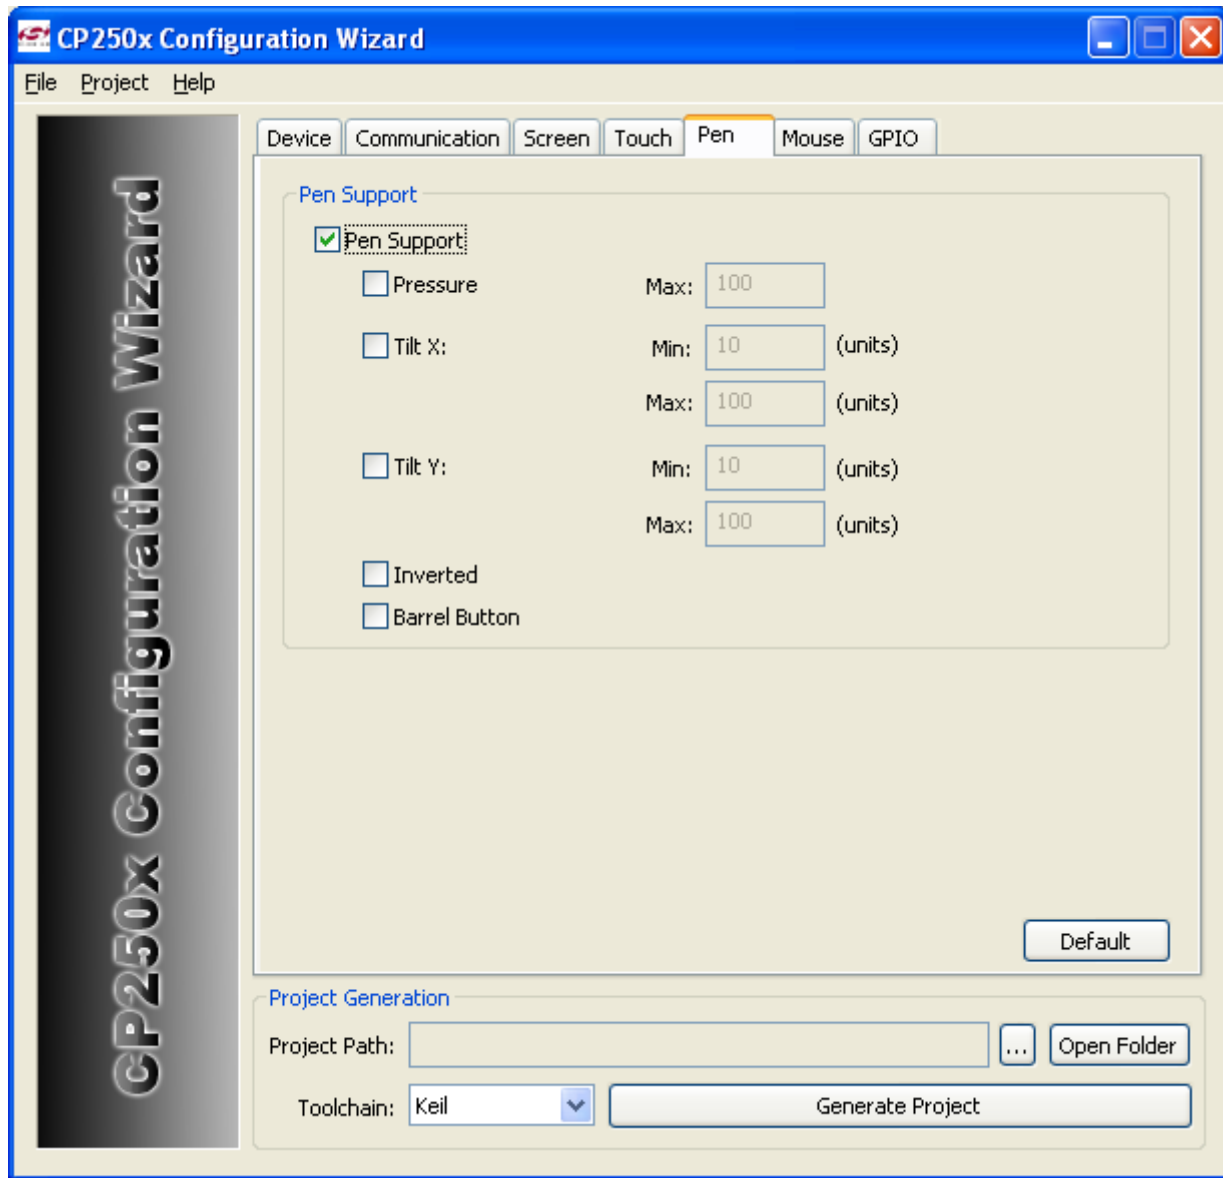 CP250x Configuration Wizard
File Project Help
CP250x Configuration Wizard
Device Communication Screen Touch Pen Mouse GPIO
Pen Support
Pen Support
Pressure Max: 100
Tilt X: Min: 10 (units)
Max: 100 (units)
Tilt Y: Min: 10 (units)
Max: 100 (units)
Inverted
Barrel Button
Default
Project Generation
Project Path: ... Open Folder
Toolchain: Keil Generate Project